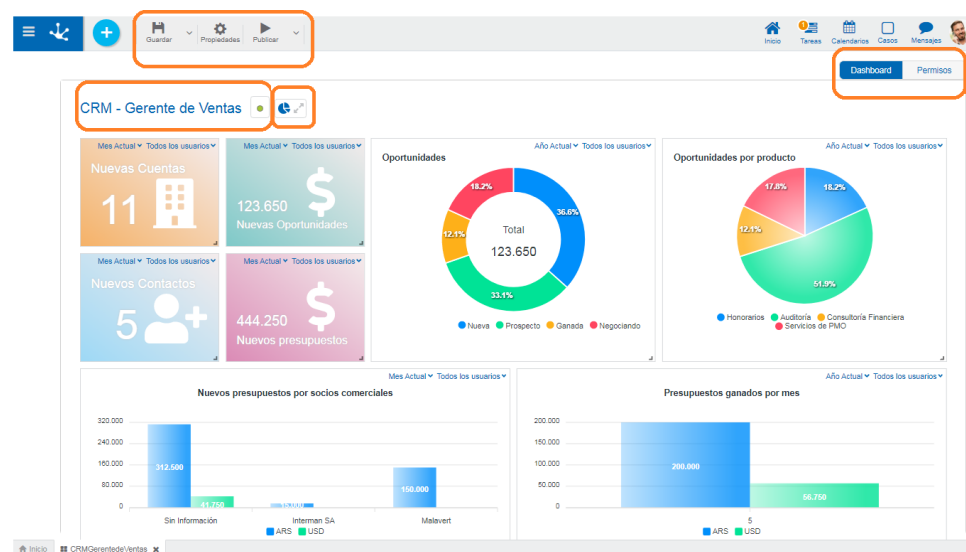 Guardar Propiedades Publicar
Inicio
1
Tareas Calendarios Casos Mensajes
Dashboard Permisos
CRM - Gerente de Ventas
Mes Actual Todos los usuarios
Nuevas Cuentas
11
Mes Actual Todos los usuarios
123.650
Nuevas Oportunidades
Mes Actual Todos los usuarios
Nuevos Contactos
5
Mes Actual Todos los usuarios
444.250
Nuevos presupuestos
Año Actual Todos los usuarios
Oportunidades
18.2%
36.6%
12.1%
33.1%
Total
123.650
Nueva Prospecto Ganada Negociando
Año Actual Todos los usuarios
Oportunidades por producto
17.8%
18.2%
12.1%
51.9%
Honorarios Auditoría Consultoría Financiera
Servicios de PMO
Mes Actual Todos los usuarios
Nuevos presupuestos por socios comerciales
320.000
240.000
160.000
80.000
0
312.500
41.750
15.000
150.000
Sin Información Interman SA Malavert
ARS USD
Año Actual Todos los usuarios
Presupuestos ganados por mes
200.000
150.000
100.000
50.000
0
200.000
56.750
5
ARS USD
Inicio CRMGerentedeVentas